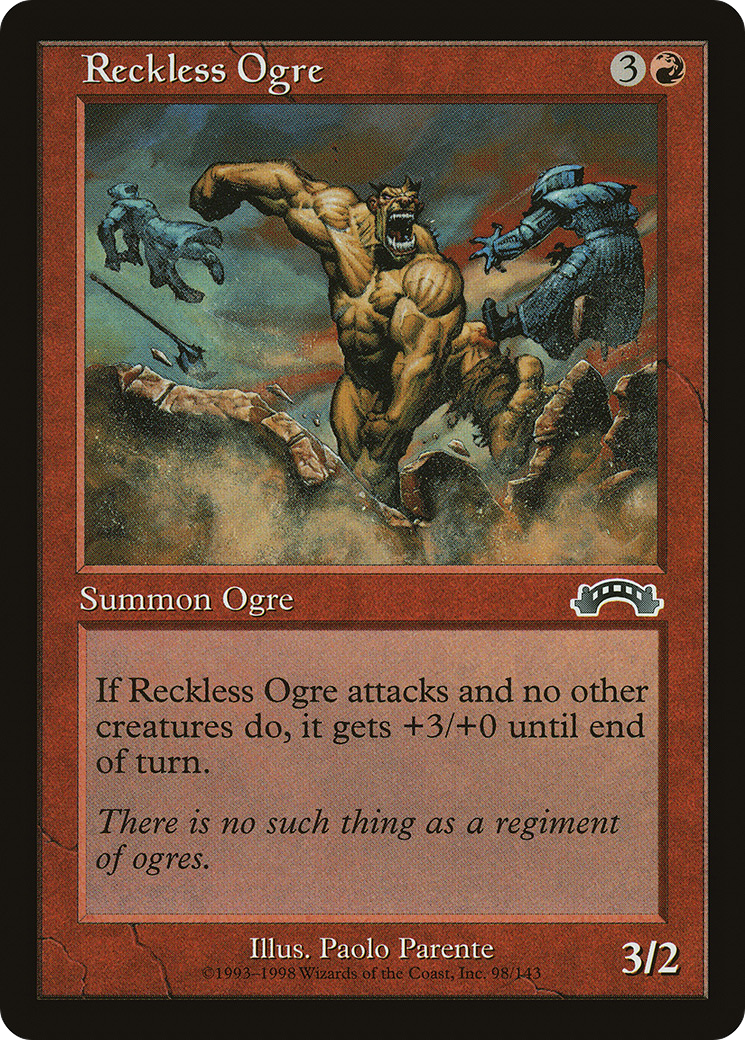 Reckless Ogre 3
Summon Ogre
If Reckless Ogre attacks and no other
creatures do, it gets +3/+0 until end
of turn.
There is no such thing as a regiment
of ogres.
Illus. Paolo Parente
©1993–1998 Wizards of the Coast, Inc. 98/143
3/2